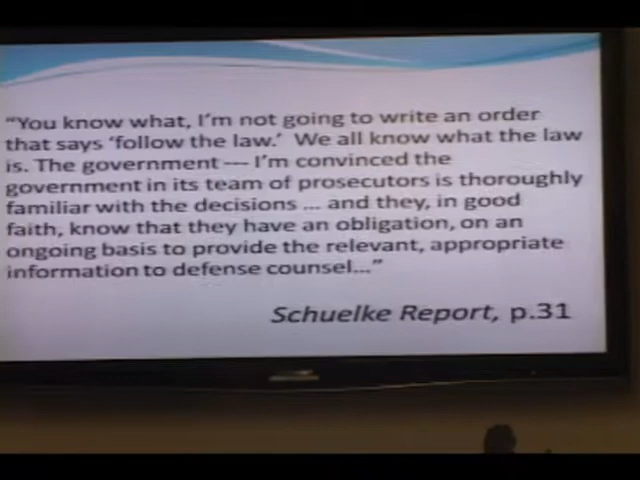 “You know what, I’m not going to write an order
that says ‘follow the law.’  We all know what the law
is. The government --- I’m convinced the
government in its team of prosecutors is thoroughly
familiar with the decisions ... and they, in good
faith, know that they have an obligation, on an
ongoing basis to provide the relevant, appropriate
information to defense counsel...”
Schuelke Report, p.31